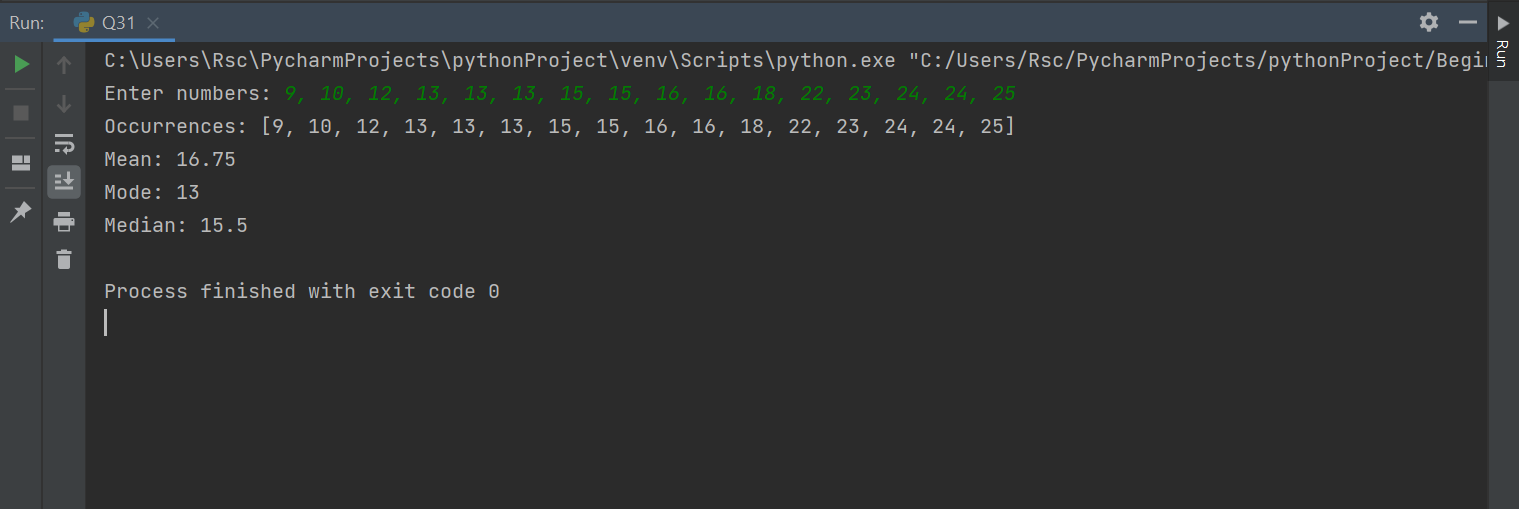 Run: Q31
Run
C:\Users\Rsc\PycharmProjects\pythonProject\venv\Scripts\python.exe "C:/Users/Rsc/PycharmProjects/pythonProject/Begin
Enter numbers: 9, 10, 12, 13, 13, 13, 15, 15, 16, 16, 18, 22, 23, 24, 24, 25
Occurrences: [9, 10, 12, 13, 13, 13, 15, 15, 16, 16, 18, 22, 23, 24, 24, 25]
Mean: 16.75
Mode: 13
Median: 15.5
Process finished with exit code 0